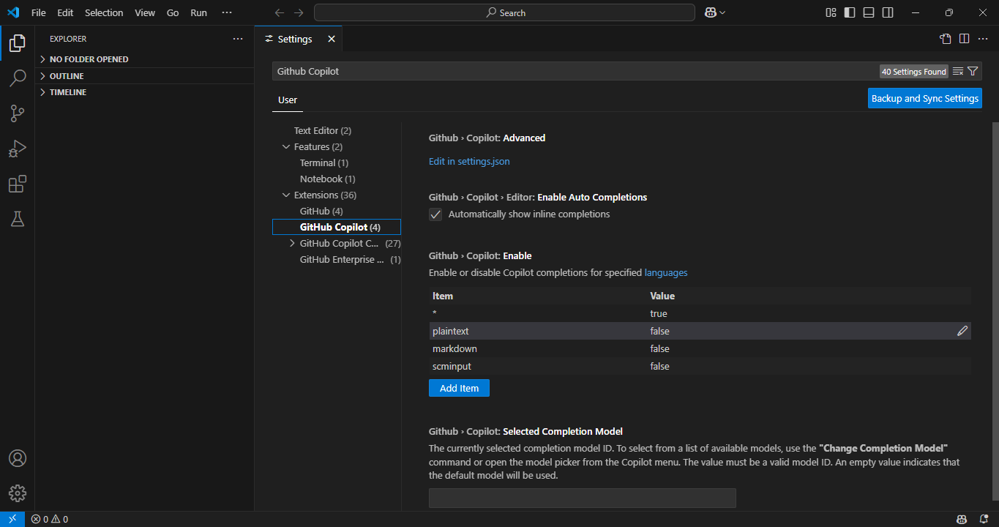 File Edit Selection View Go Run ···
Search
EXPLORER ···
NO FOLDER OPENED
OUTLINE
TIMELINE
Settings
Github Copilot
40 Settings Found
User
Backup and Sync Settings
Text Editor (2)
Features (2)
Terminal (1)
Notebook (1)
Extensions (36)
GitHub (4)
GitHub Copilot (4)
GitHub Copilot C... (27)
GitHub Enterprise ... (1)
Github › Copilot: Advanced
Edit in settings.json
Github › Copilot › Editor: Enable Auto Completions
Automatically show inline completions
Github › Copilot: Enable
Enable or disable Copilot completions for specified languages
Item Value
* true
plaintext false
markdown false
scminput false
Add Item
Github › Copilot: Selected Completion Model
The currently selected completion model ID. To select from a list of available models, use the "Change Completion Model"
command or open the model picker from the Copilot menu. The value must be a valid model ID. An empty value indicates that
the default model will be used.
0 0